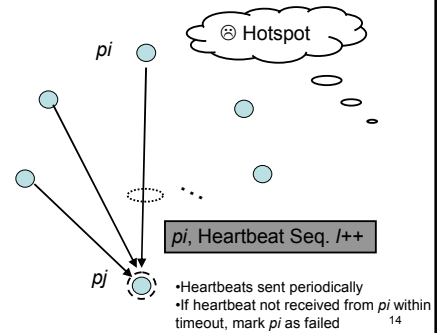 ☹ Hotspot
pi
pi, Heartbeat Seq. l++
pj
•Heartbeats sent periodically
•If heartbeat not received from pi within
timeout, mark pi as failed
14